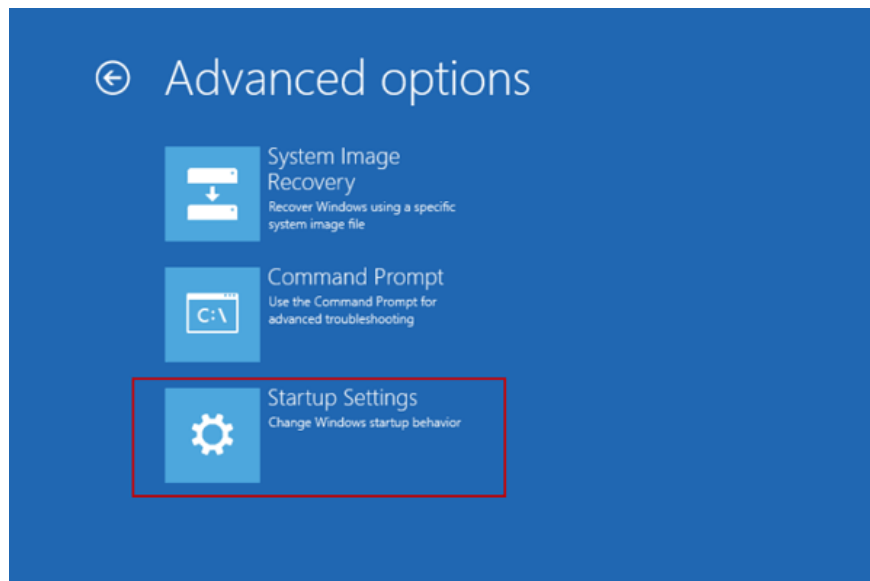 Advanced options
System Image
Recovery
Recover Windows using a specific
system image file
Command Prompt
Use the Command Prompt for
advanced troubleshooting
C:\
Startup Settings
Change Windows startup behavior